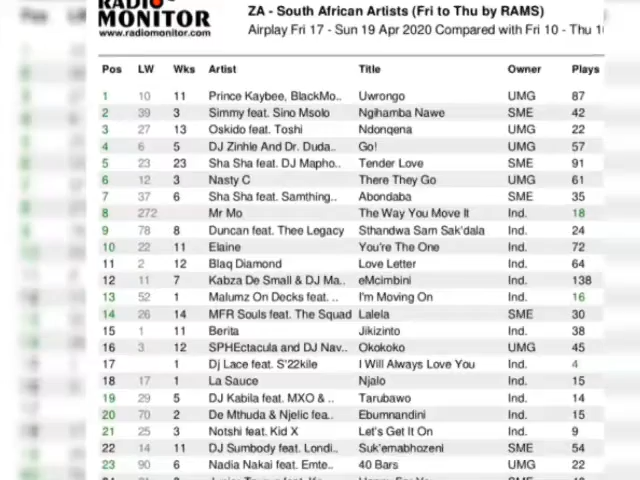 RADIO
MONITOR
www.radiomonitor.com
ZA - South African Artists (Fri to Thu by RAMS)
Airplay Fri 17 - Sun 19 Apr 2020 Compared with Fri 10 - Thu
Pos LW Wks Artist Title Owner Plays
1 10 11 Prince Kaybee, BlackMo.. Uwrongo UMG 87
2 39 3 Simmy feat. Sino Msolo Ngihamba Nawe SME 42
3 27 13 Oskido feat. Toshi Ndonqena UMG 22
4 6 5 DJ Zinhle And Dr. Duda.. Go! UMG 57
5 23 23 Sha Sha feat. DJ Mapho.. Tender Love SME 91
6 12 3 Nasty C There They Go UMG 61
7 37 6 Sha Sha feat. Samthing.. Abondaba SME 35
8 272 Mr Mo The Way You Move It Ind. 18
9 78 8 Duncan feat. Thee Legacy Sthandwa Sam Sak'dala Ind. 24
10 22 11 Elaine You're The One Ind. 72
11 2 12 Blaq Diamond Love Letter Ind. 64
12 11 7 Kabza De Small & DJ Ma.. eMcimbini Ind. 138
13 52 1 Malumz On Decks feat. .. I'm Moving On Ind. 16
14 26 14 MFR Souls feat. The Squad Lalela SME 30
15 1 11 Berita Jikizinto Ind. 38
16 3 12 SPHEctacula and DJ Nav.. Okokoko UMG 45
17 1 Dj Lace feat. S'22kile I Will Always Love You Ind. 4
18 17 1 La Sauce Njalo Ind. 15
19 29 5 DJ Kabila feat. MXO & .. Tarubawo Ind. 14
20 70 2 De Mthuda & Njelic fea.. Ebumnandini Ind. 15
21 25 3 Notshi feat. Kid X Let's Get It On Ind. 9
22 14 11 DJ Sumbody feat. Londi.. Suk'emabhozeni SME 54
23 90 6 Nadia Nakai feat. Emte.. 40 Bars UMG 22